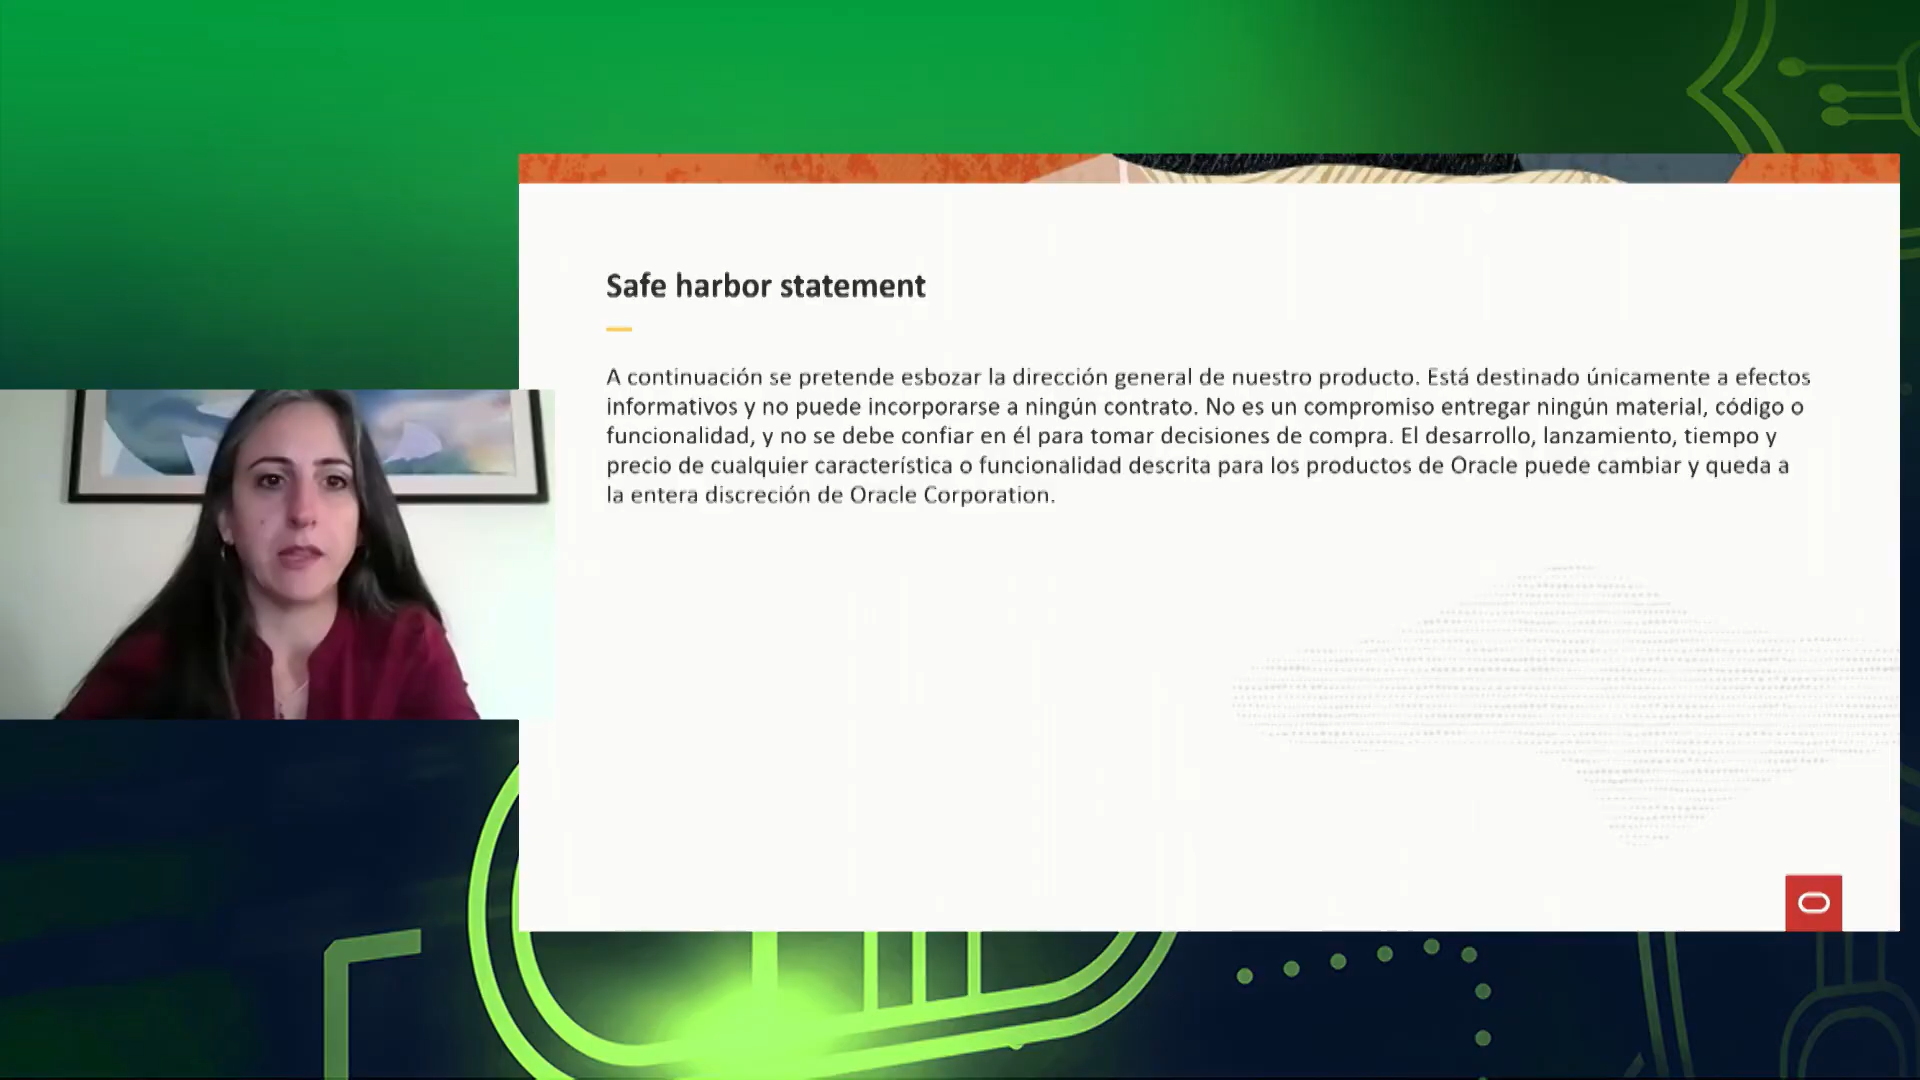 Safe harbor statement
A continuación se pretende esbozar la dirección general de nuestro producto. Está destinado únicamente a efectos
informativos y no puede incorporarse a ningún contrato. No es un compromiso entregar ningún material, código o
funcionalidad, y no se debe confiar en él para tomar decisiones de compra. El desarrollo, lanzamiento, tiempo y
precio de cualquier característica o funcionalidad descrita para los productos de Oracle puede cambiar y queda a
la entera discreción de Oracle Corporation.